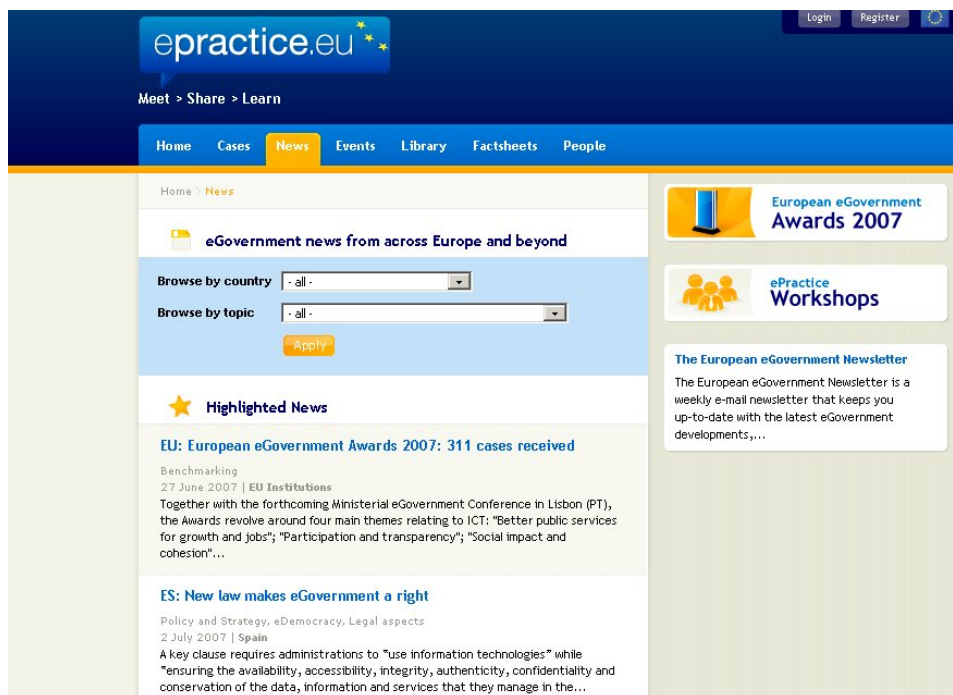 Login Register
epractice.eu
Meet > Share > Learn
Home Cases News Events Library Factsheets People
Home > News
eGovernment news from across Europe and beyond
Browse by country - all -
Browse by topic - all -
Apply
Highlighted News
EU: European eGovernment Awards 2007: 311 cases received
Benchmarking
27 June 2007 | EU Institutions
Together with the forthcoming Ministerial eGovernment Conference in Lisbon (PT),
the Awards revolve around four main themes relating to ICT: "Better public services
for growth and jobs"; "Participation and transparency"; "Social impact and
cohesion"...
ES: New law makes eGovernment a right
Policy and Strategy, eDemocracy, Legal aspects
2 July 2007 | Spain
A key clause requires administrations to "use information technologies" while
"ensuring the availability, accessibility, integrity, authenticity, confidentiality and
conservation of the data, information and services that they manage in the...
European eGovernment
Awards 2007
ePractice
Workshops
The European eGovernment Newsletter
The European eGovernment Newsletter is a
weekly e-mail newsletter that keeps you
up-to-date with the latest eGovernment
developments,...